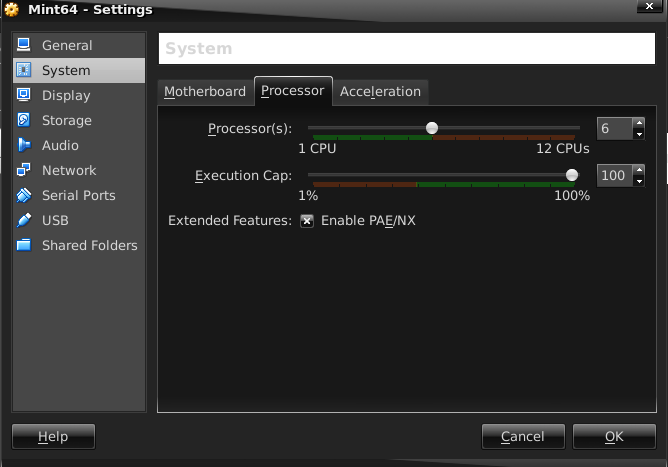 Mint64 - Settings
General
System
Display
Storage
Audio
Network
Serial Ports
USB
Shared Folders
System
Motherboard Processor Acceleration
Processor(s): 6
1 CPU 12 CPUs
Execution Cap: 100
1% 100%
Extended Features: Enable PAE/NX
Help Cancel OK